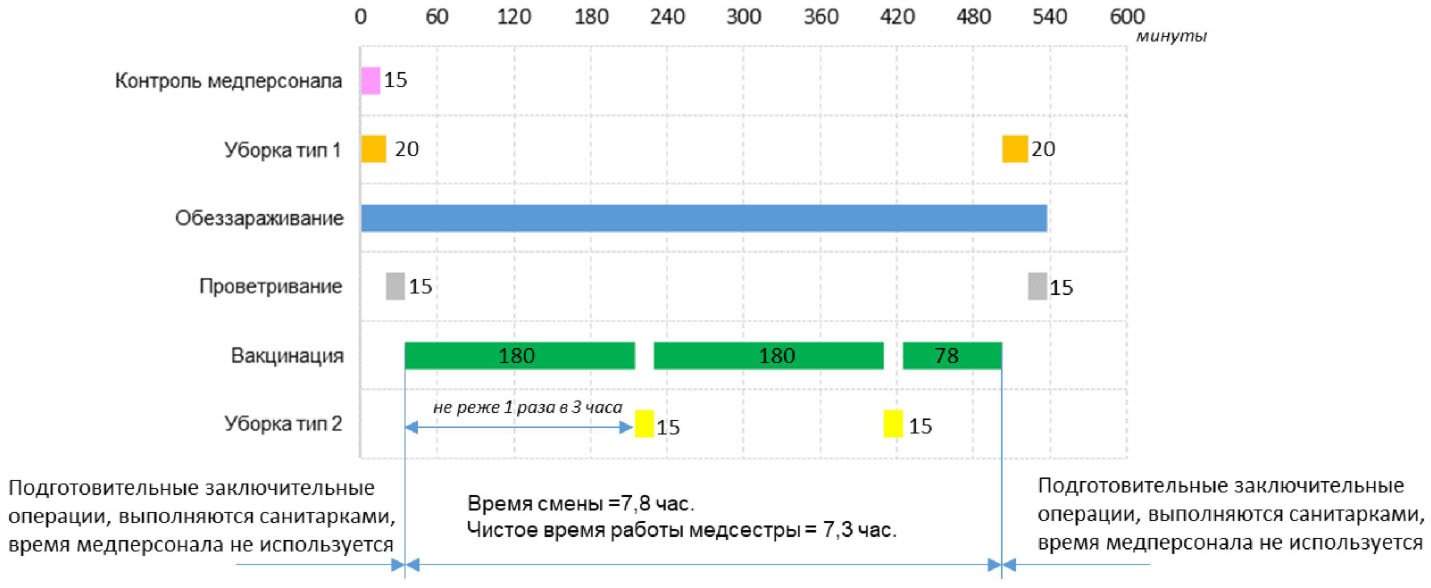 0 60 120 180 240 300 360 420 480 540 600
минуты
Контроль медперсонала 15
Уборка тип 1 20 20
Обеззараживание
Проветривание 15 15
Вакцинация 180 180 78
не реже 1 раза в 3 часа
Уборка тип 2 15 15
Подготовительные заключительные
операции, выполняются санитарками,
время медперсонала не используется
Время смены =7,8 час.
Чистое время работы медсестры = 7,3 час.
Подготовительные заключительные
операции, выполняются санитарками,
время медперсонала не используется